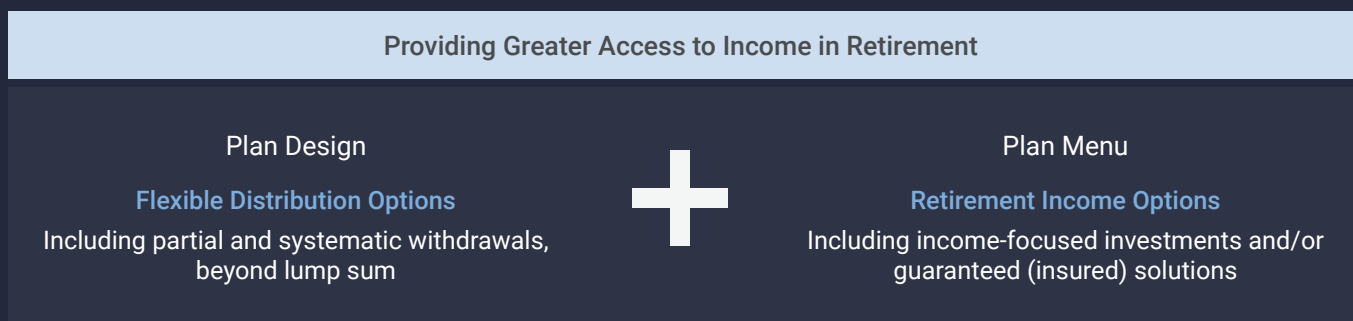 Providing Greater Access to Income in Retirement
Plan Design
Flexible Distribution Options
Including partial and systematic withdrawals,
beyond lump sum
Plan Menu
Retirement Income Options
Including income-focused investments and/or
guaranteed (insured) solutions